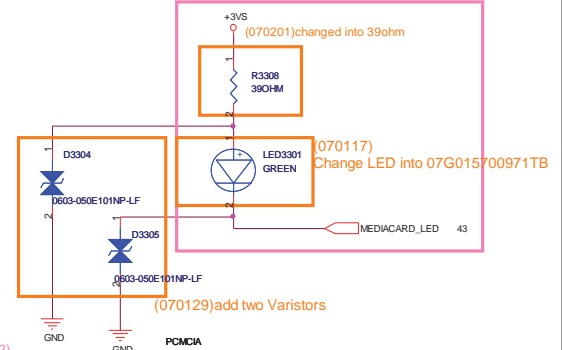 +3VS
(070201)changed into 39ohm
1
R3308
39OHM
2
1
D3304
1
LED3301
GREEN
+
(070117)
Change LED into 07G015700971TB
0603-050E101NP-LF
2
2
1
D3305
MEDIACARD_LED 43
0603-050E101NP-LF
2
(070129)add two Varistors
GND
GND
PCMCIA
2)